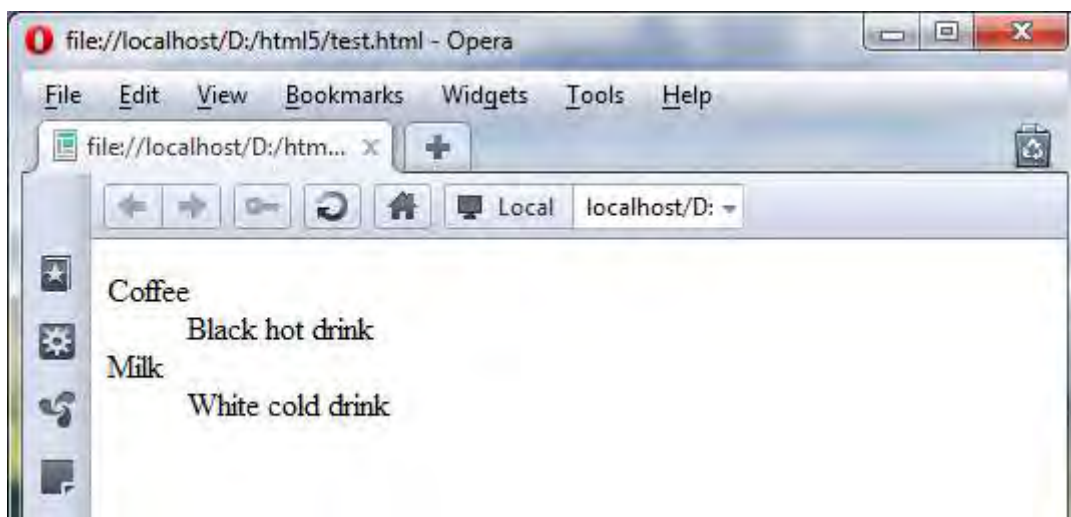 file://localhost/D:/html5/test.html - Opera
File Edit View Bookmarks Widgets Tools Help
file://localhost/D:/htm...
Local localhost/D:
Coffee
Black hot drink
Milk
White cold drink